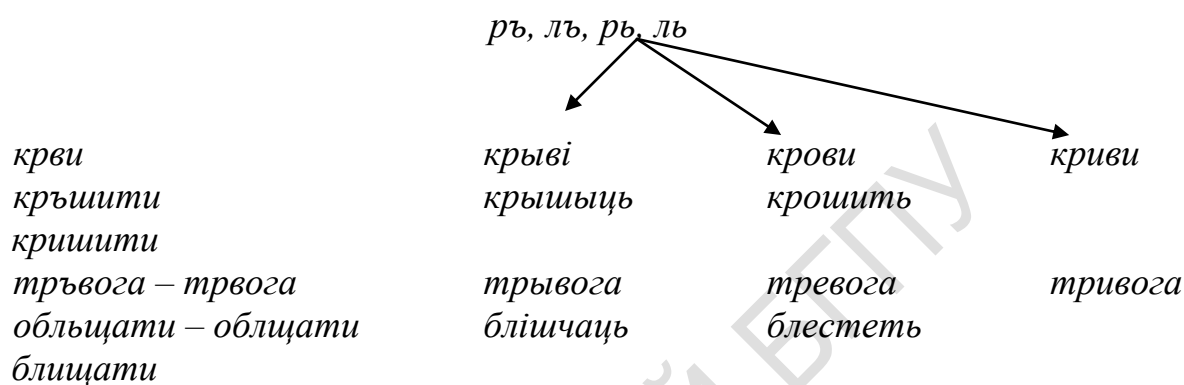 ръ, лъ, рь, ль
крви крыві крови криви
кръшити крышыць крошить
кришити
тръвога – трвога трывога тревога тривога
обльщати – облщати блішчаць блестеть
блищати
Й БГПУ